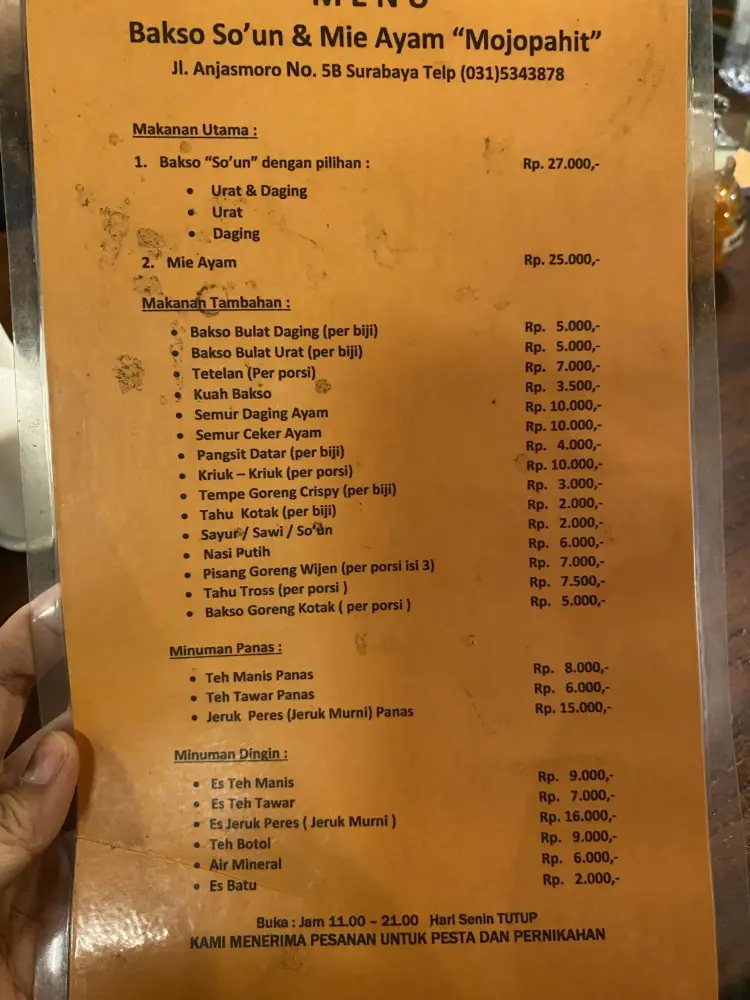 MENU
Bakso So'un & Mie Ayam "Mojopahit"
Jl. Anjasmoro No. 5B Surabaya Telp (031)5343878
Makanan Utama :
1. Bakso "So'un" dengan pilihan : Rp. 27.000,-
• Urat & Daging
• Urat
• Daging
2. Mie Ayam Rp. 25.000,-
Makanan Tambahan :
• Bakso Bulat Daging (per biji) Rp. 5.000,-
• Bakso Bulat Urat (per biji) Rp. 5.000,-
• Tetelan (Per porsi) Rp. 7.000,-
• Kuah Bakso Rp. 3.500,-
• Semur Daging Ayam Rp. 10.000,-
• Semur Ceker Ayam Rp. 10.000,-
• Pangsit Datar (per biji) Rp. 4.000,-
• Kriuk – Kriuk (per porsi) Rp. 10.000,-
• Tempe Goreng Crispy (per biji) Rp. 3.000,-
• Tahu Kotak (per biji) Rp. 2.000,-
• Sayur / Sawi / So'un Rp. 2.000,-
• Nasi Putih Rp. 6.000,-
• Pisang Goreng Wijen (per porsi isi 3) Rp. 7.000,-
• Tahu Tross (per porsi ) Rp. 7.500,-
• Bakso Goreng Kotak ( per porsi ) Rp. 5.000,-
Minuman Panas :
• Teh Manis Panas Rp. 8.000,-
• Teh Tawar Panas Rp. 6.000,-
• Jeruk Peres (Jeruk Murni) Panas Rp. 15.000,-
Minuman Dingin :
• Es Teh Manis Rp. 9.000,-
• Es Teh Tawar Rp. 7.000,-
• Es Jeruk Peres ( Jeruk Murni ) Rp. 16.000,-
• Teh Botol Rp. 9.000,-
• Air Mineral Rp. 6.000,-
• Es Batu Rp. 2.000,-
Buka : Jam 11.00 – 21.00 Hari Senin TUTUP
KAMI MENERIMA PESANAN UNTUK PESTA DAN PERNIKAHAN